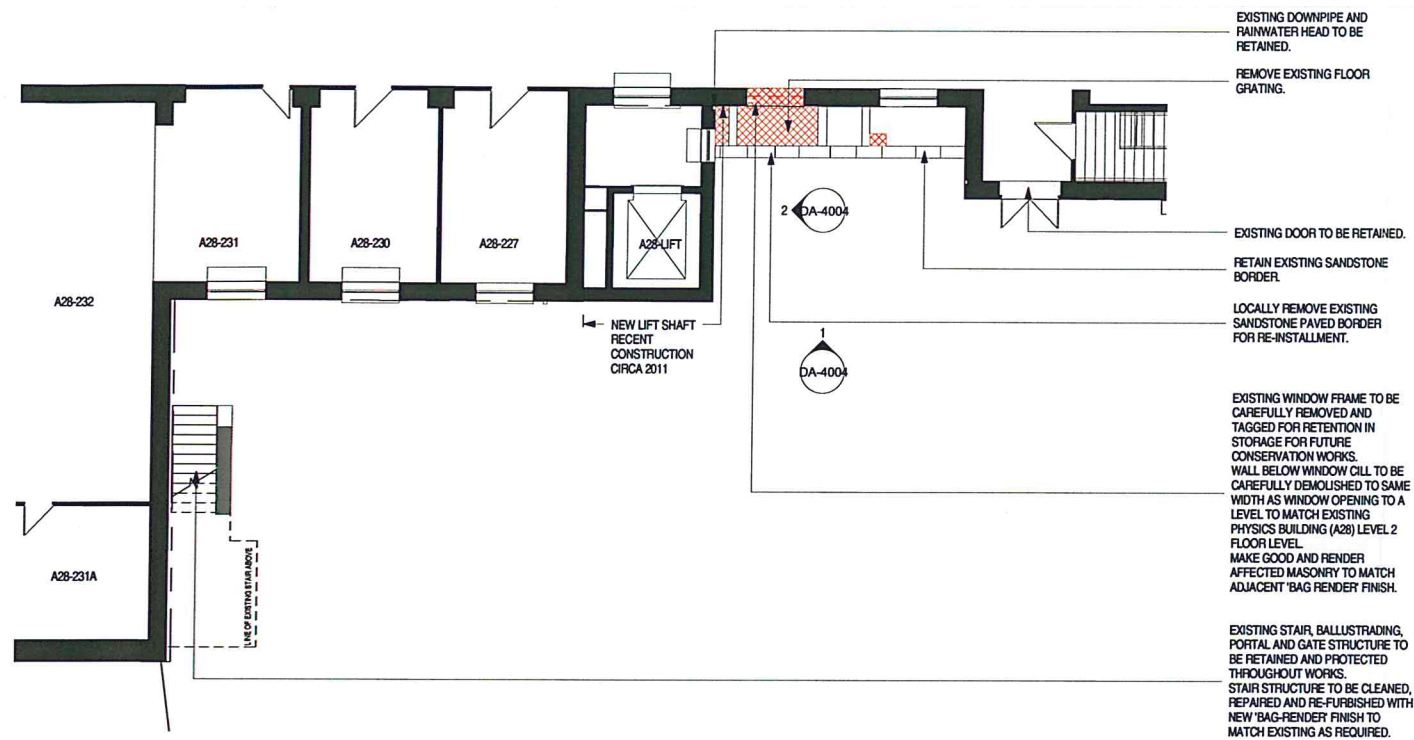 EXISTING DOWNPIPE AND
RAINWATER HEAD TO BE
RETAINED.
REMOVE EXISTING FLOOR
GRATING.
A28-231
A28-230
A28-227
A28-LIFT
2
DA-4004
EXISTING DOOR TO BE RETAINED.
RETAIN EXISTING SANDSTONE
BORDER.
A28-232
NEW LIFT SHAFT
RECENT
CONSTRUCTION
CIRCA 2011
1
DA-4004
LOCALLY REMOVE EXISTING
SANDSTONE PAVED BORDER
FOR RE-INSTALLMENT.
EXISTING WINDOW FRAME TO BE
CAREFULLY REMOVED AND
TAGGED FOR RETENTION IN
STORAGE FOR FUTURE
CONSERVATION WORKS.
WALL BELOW WINDOW CILL TO BE
CAREFULLY DEMOLISHED TO SAME
WIDTH AS WINDOW OPENING TO A
LEVEL TO MATCH EXISTING
PHYSICS BUILDING (A28) LEVEL 2
FLOOR LEVEL.
MAKE GOOD AND RENDER
AFFECTED MASONRY TO MATCH
ADJACENT 'BAG RENDER' FINISH.
A28-231A
LINE OF EXISTING STAIR ABOVE
EXISTING STAIR, BALLUSTRADING,
PORTAL AND GATE STRUCTURE TO
BE RETAINED AND PROTECTED
THROUGHOUT WORKS.
STAIR STRUCTURE TO BE CLEANED,
REPAIRED AND RE-FURBISHED WITH
NEW 'BAG-RENDER' FINISH TO
MATCH EXISTING AS REQUIRED.